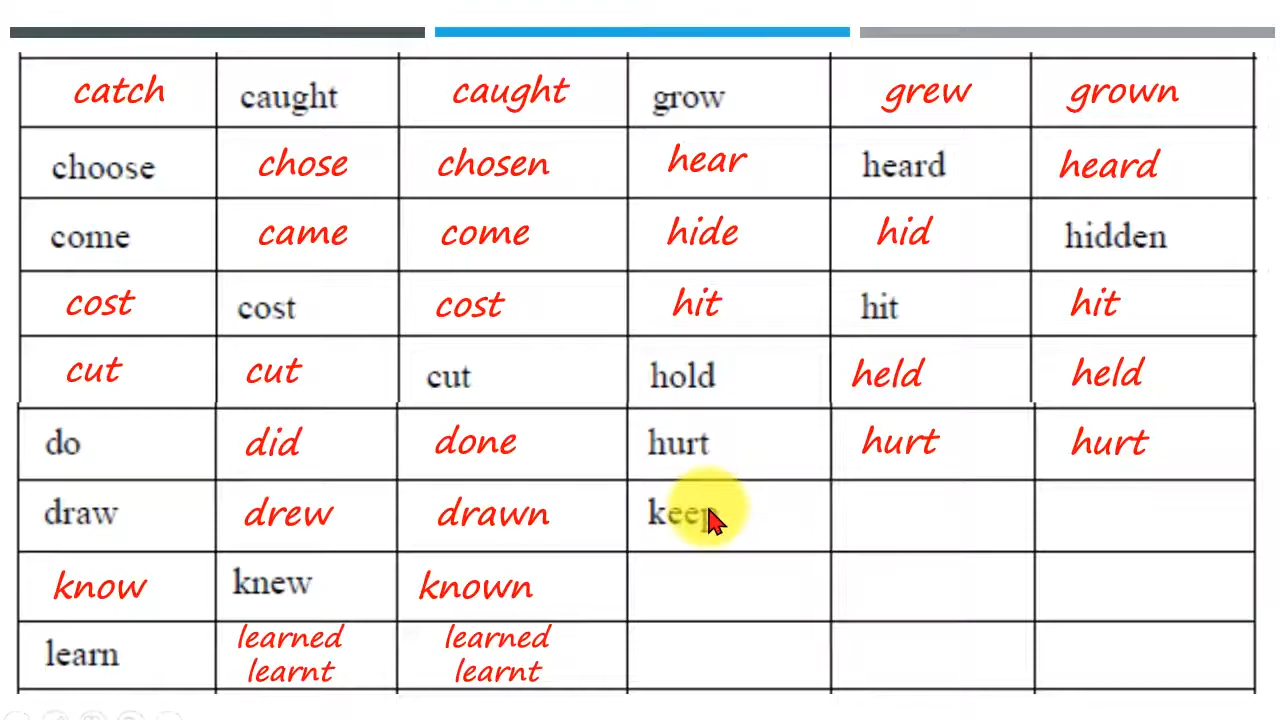 catch caught caught grow grew grown
choose chose chosen hear heard heard
come came come hide hid hidden
cost cost cost hit hit hit
cut cut cut hold held held
do did done hurt hurt hurt
draw drew drawn keep
know knew known
learn learned learned
learnt learnt